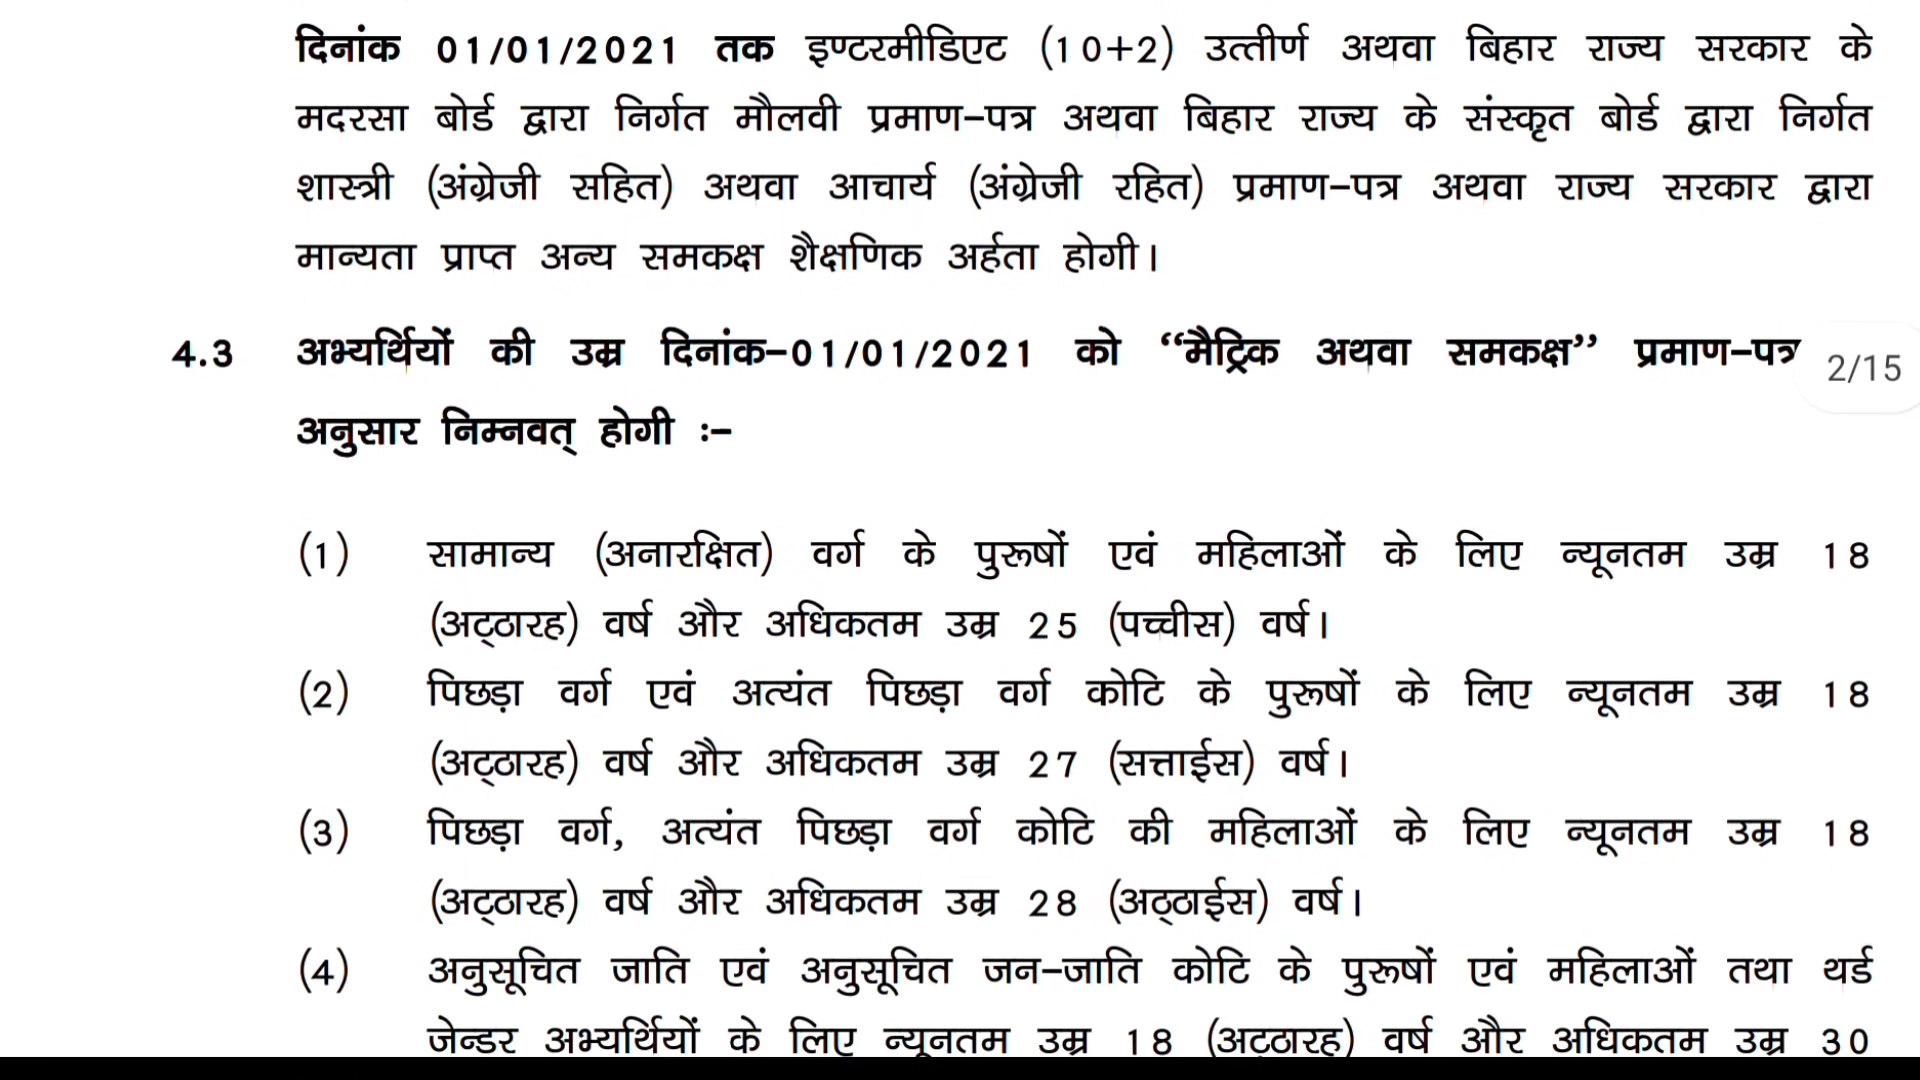 दिनांक 01/01/2021 तक इण्टरमीडिएट (10+2) उत्तीर्ण अथवा बिहार राज्य सरकार के
मदरसा बोर्ड द्वारा निर्गत मौलवी प्रमाण-पत्र अथवा बिहार राज्य के संस्कृत बोर्ड द्वारा निर्गत
शास्त्री (अंग्रेजी सहित) अथवा आचार्य (अंग्रेजी रहित) प्रमाण-पत्र अथवा राज्य सरकार द्वारा
मान्यता प्राप्त अन्य समकक्ष शैक्षणिक अर्हता होगी।
4.3 अभ्यर्थियों की उम्र दिनांक-01/01/2021 को “मैट्रिक अथवा समकक्ष” प्रमाण-पत्र
2/15
अनुसार निम्नवत् होगी :-
(1) सामान्य (अनारक्षित) वर्ग के पुरूषों एवं महिलाओं के लिए न्यूनतम उम्र 18
(अट्ठारह) वर्ष और अधिकतम उम्र 25 (पच्चीस) वर्ष।
(2) पिछड़ा वर्ग एवं अत्यंत पिछड़ा वर्ग कोटि के पुरूषों के लिए न्यूनतम उम्र 18
(अट्ठारह) वर्ष और अधिकतम उम्र 27 (सत्ताईस) वर्ष।
(3) पिछड़ा वर्ग, अत्यंत पिछड़ा वर्ग कोटि की महिलाओं के लिए न्यूनतम उम्र 18
(अट्ठारह) वर्ष और अधिकतम उम्र 28 (अट्ठाईस) वर्ष।
(4) अनुसूचित जाति एवं अनुसूचित जन-जाति कोटि के पुरूषों एवं महिलाओं तथा थर्ड
जेन्डर अभ्यर्थियों के लिए न्यूनतम उम्र 18 (अट्ठारह) वर्ष और अधिकतम उम्र 30